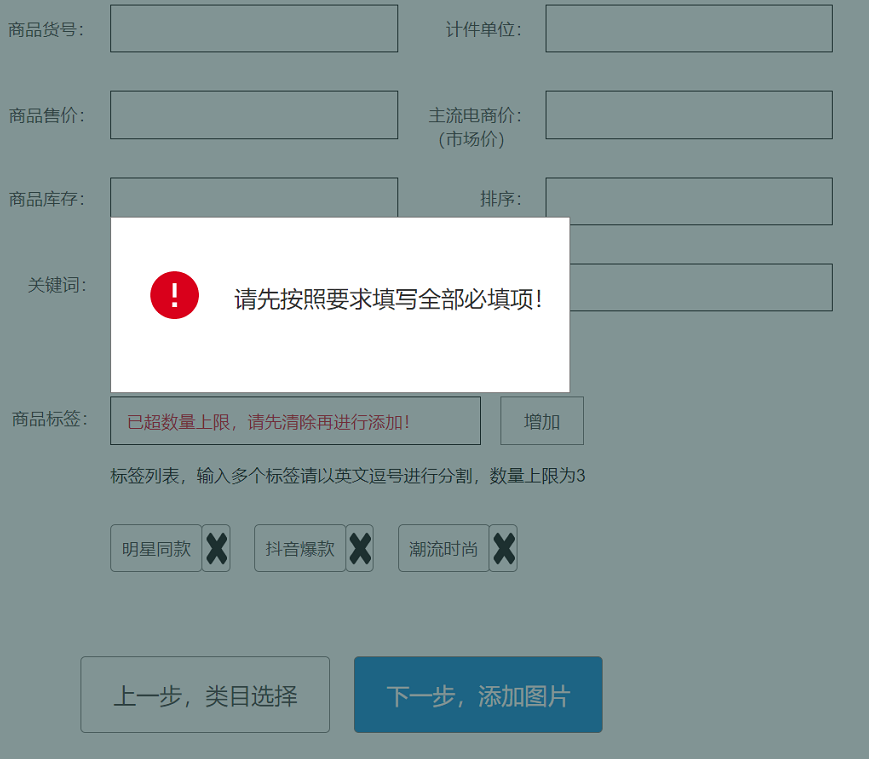 商品货号：
计件单位：
商品售价：
主流电商价：
（市场价）
商品库存：
排序：
关键词：
请先按照要求填写全部必填项！
商品标签：
已超数量上限，请先清除再进行添加！
增加
标签列表，输入多个标签请以英文逗号进行分割，数量上限为3
明星同款
抖音爆款
潮流时尚
上一步，类目选择
下一步，添加图片